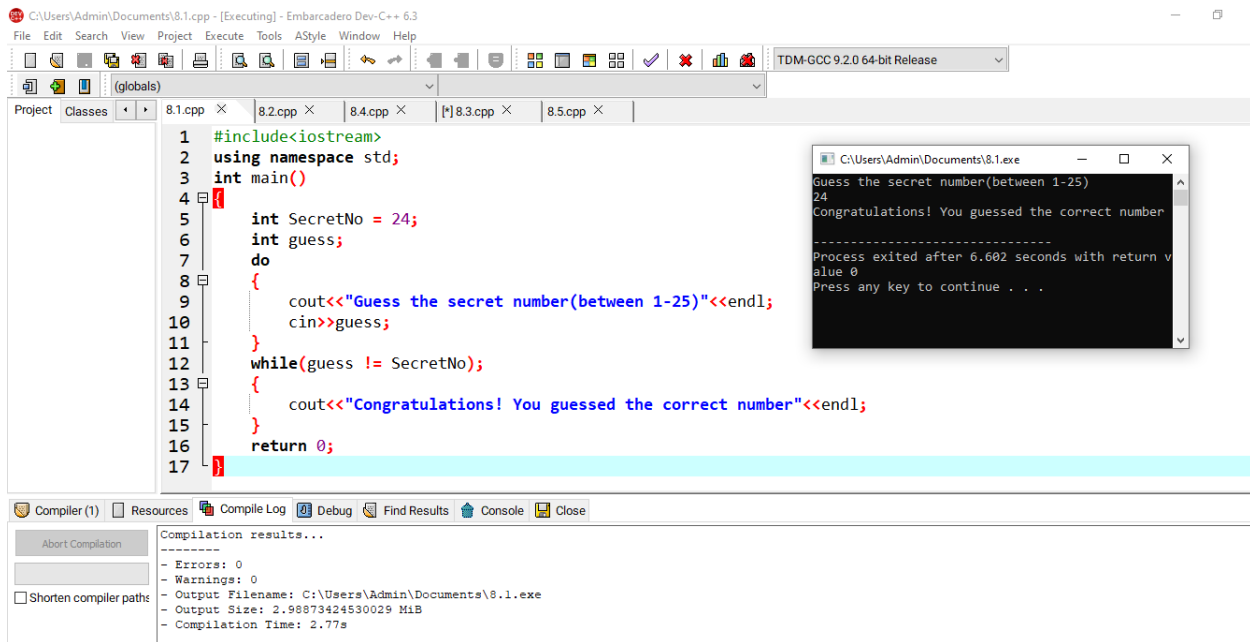 C:\Users\Admin\Documents\8.1.cpp - [Executing] - Embarcadero Dev-C++ 6.3
File Edit Search View Project Execute Tools AStyle Window Help
TDM-GCC 9.2.0 64-bit Release
(globals)
Project Classes 8.1.cpp 8.2.cpp 8.4.cpp [*] 8.3.cpp 8.5.cpp
1 #include<iostream>
2 using namespace std;
3 int main()
4 {
5 int SecretNo = 24;
6 int guess;
7 do
8 {
9 cout<<"Guess the secret number(between 1-25)"<<endl;
10 cin>>guess;
11 }
12 while(guess != SecretNo);
13 {
14 cout<<"Congratulations! You guessed the correct number"<<endl;
15 }
16 return 0;
17 }
C:\Users\Admin\Documents\8.1.exe
Guess the secret number(between 1-25)
24
Congratulations! You guessed the correct number
--------------------------------
Process exited after 6.602 seconds with return v
alue 0
Press any key to continue . . .
Compiler (1) Resources Compile Log Debug Find Results Console Close
Abort Compilation
Shorten compiler paths
Compilation results...
--------
- Errors: 0
- Warnings: 0
- Output Filename: C:\Users\Admin\Documents\8.1.exe
- Output Size: 2.98873424530029 MiB
- Compilation Time: 2.77s